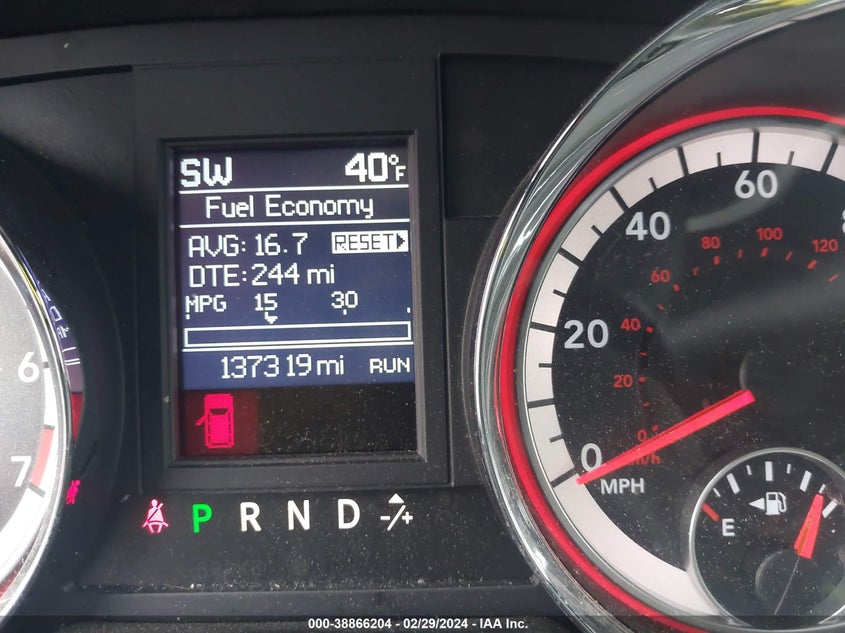 SW 40°F
Fuel Economy
AVG: 16.7 RESET
DTE: 244 mi
MPG 15 30
137319 mi RUN
P R N D -/+
6
7
0
20
40
60
0
20
40
60
80
100
120
km/h
MPH
E
000-38866204 - 02/29/2024 - IAA Inc.